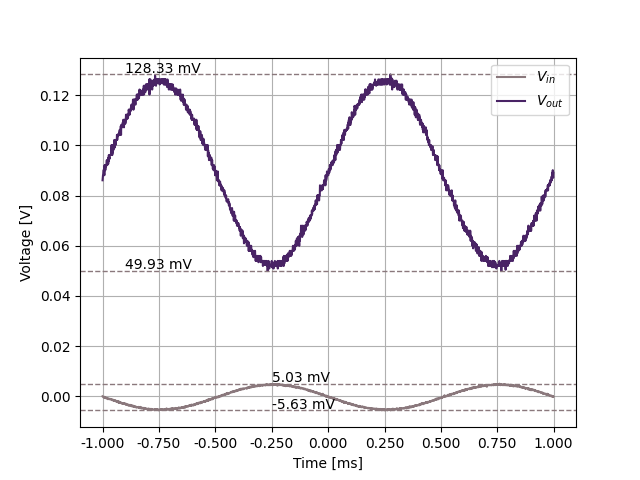 128.33 mV
V_in
V_out
0.12
0.10
0.08
0.06
49.93 mV
0.04
0.02
5.03 mV
0.00
-5.63 mV
Voltage [V]
-1.000 -0.750 -0.500 -0.250 0.000 0.250 0.500 0.750 1.000
Time [ms]